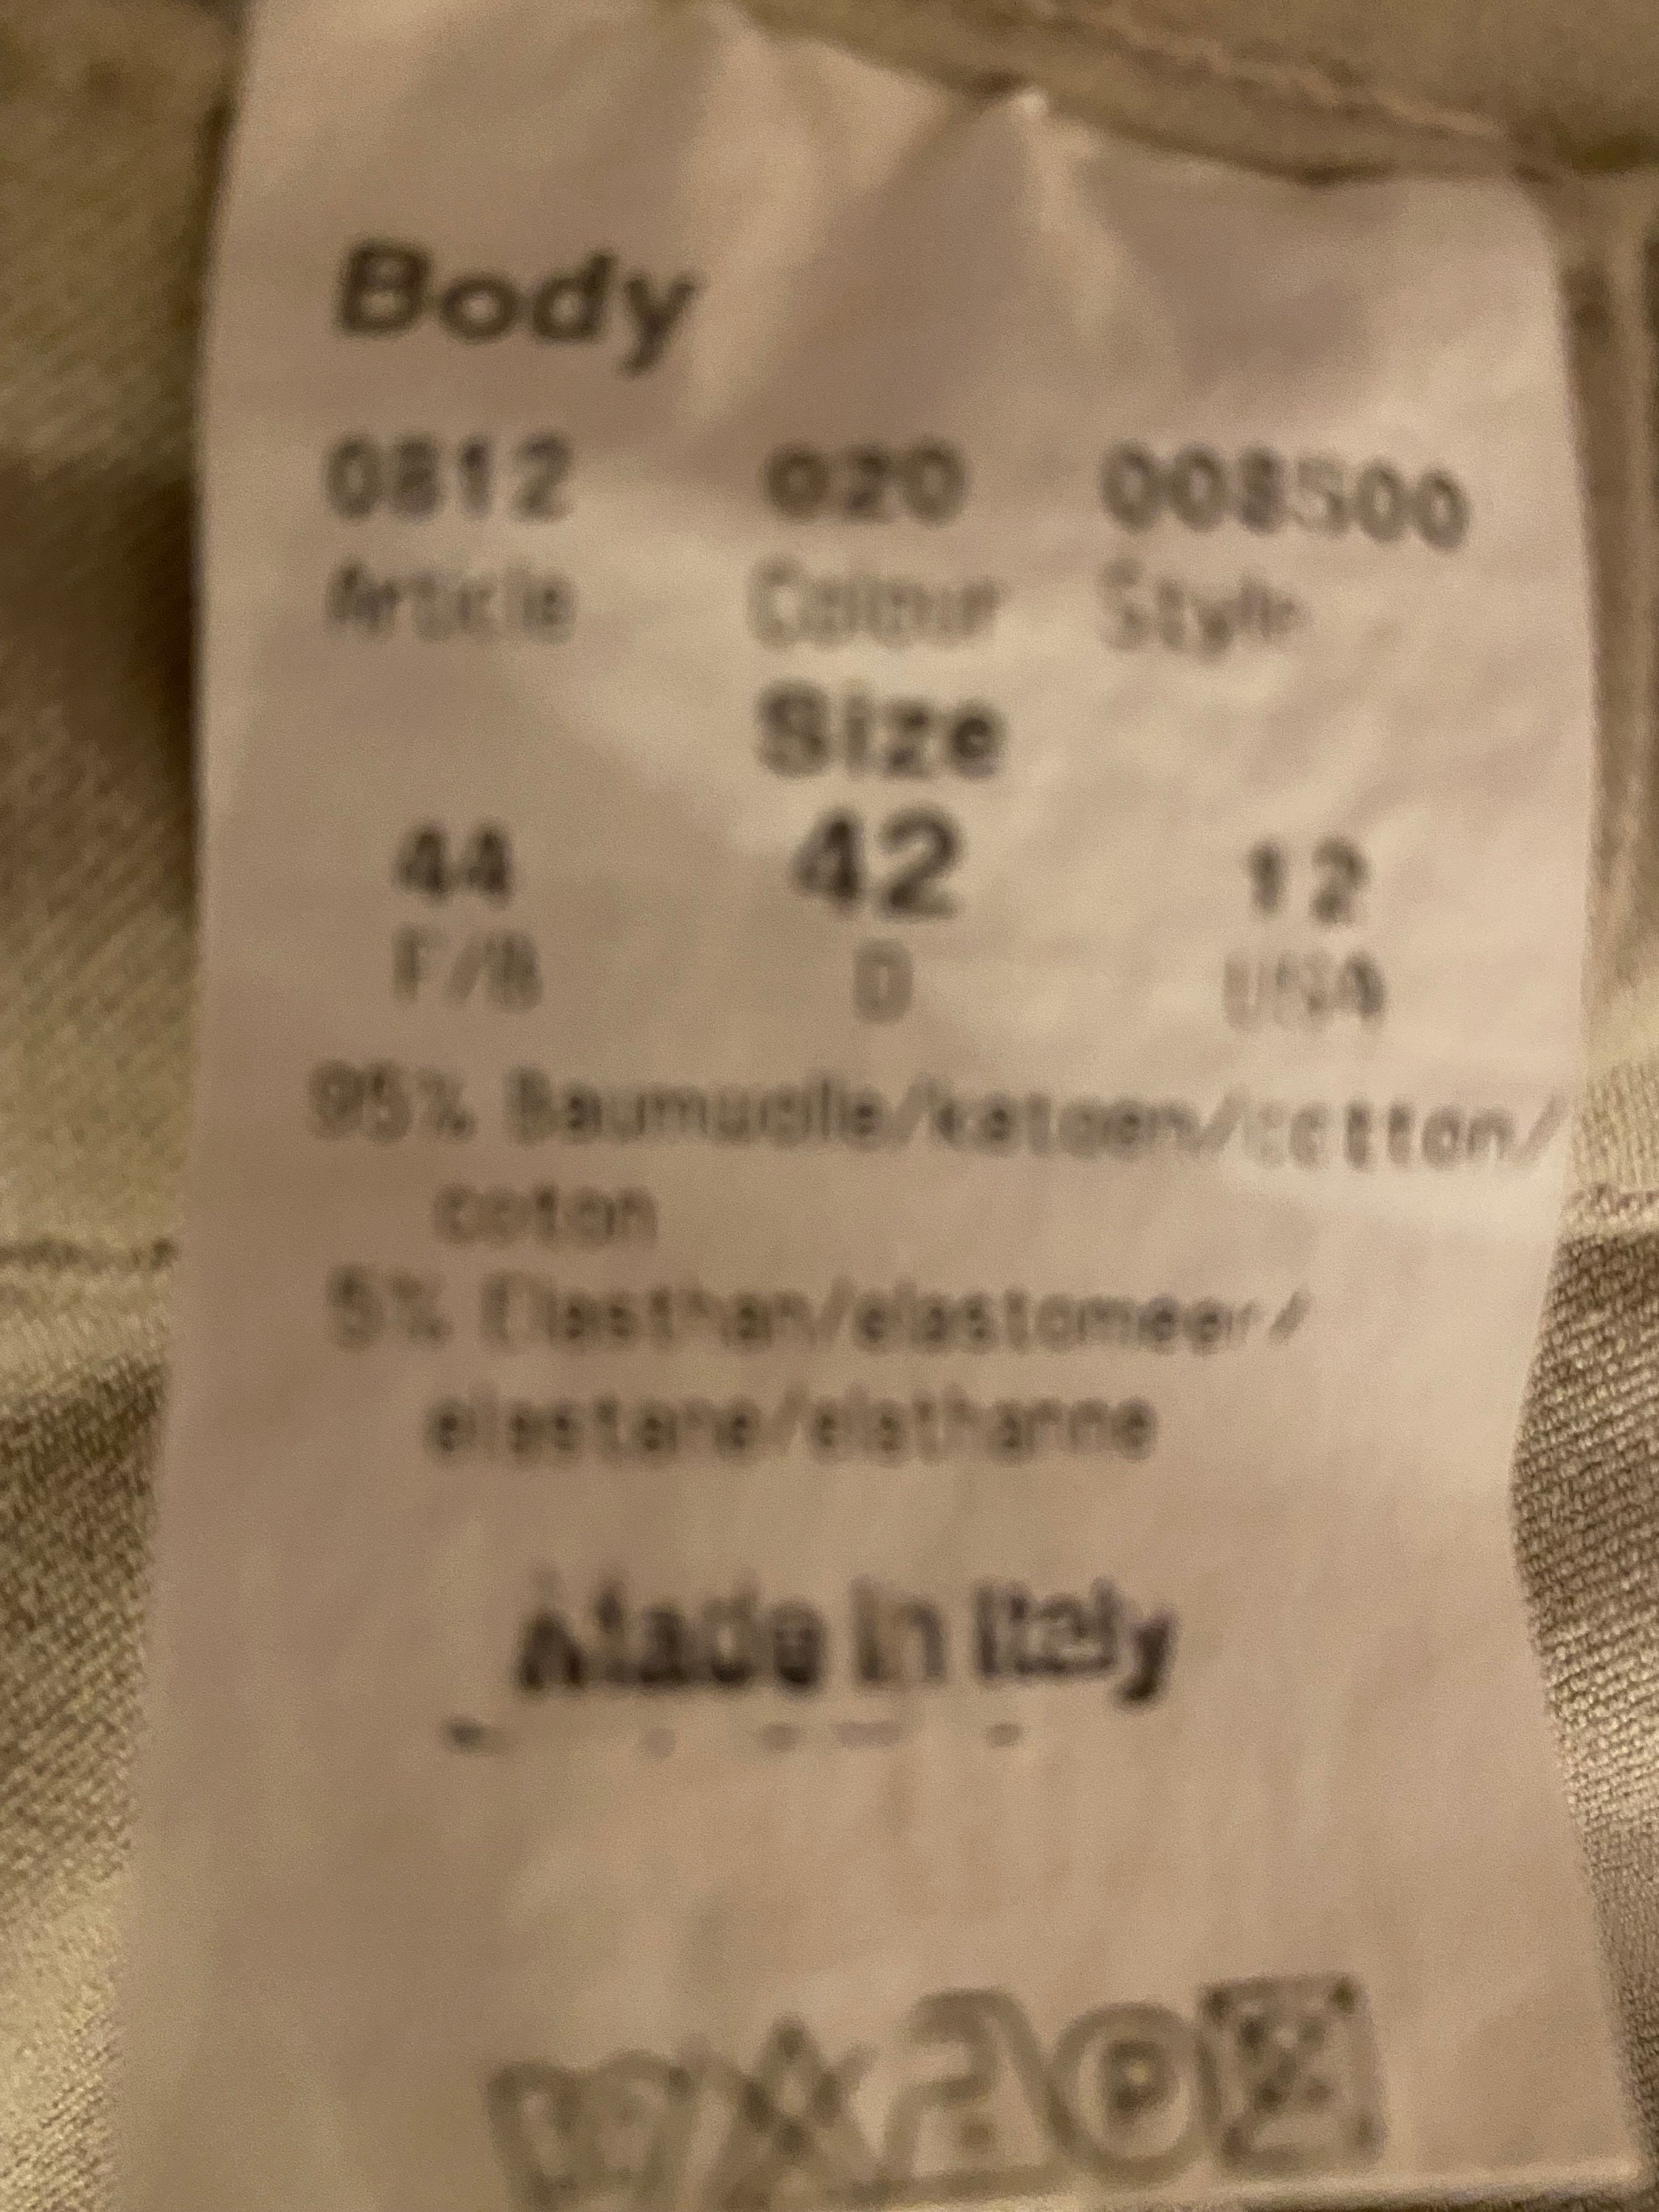 Body
0812 020 008500
Article Colour Style
Size
44 42 12
F/B D USA
95% Baumwolle/katoen/cotton/
coton
5% Elasthan/elastomeer/
elastane/elsthanne
Made in Italy
P